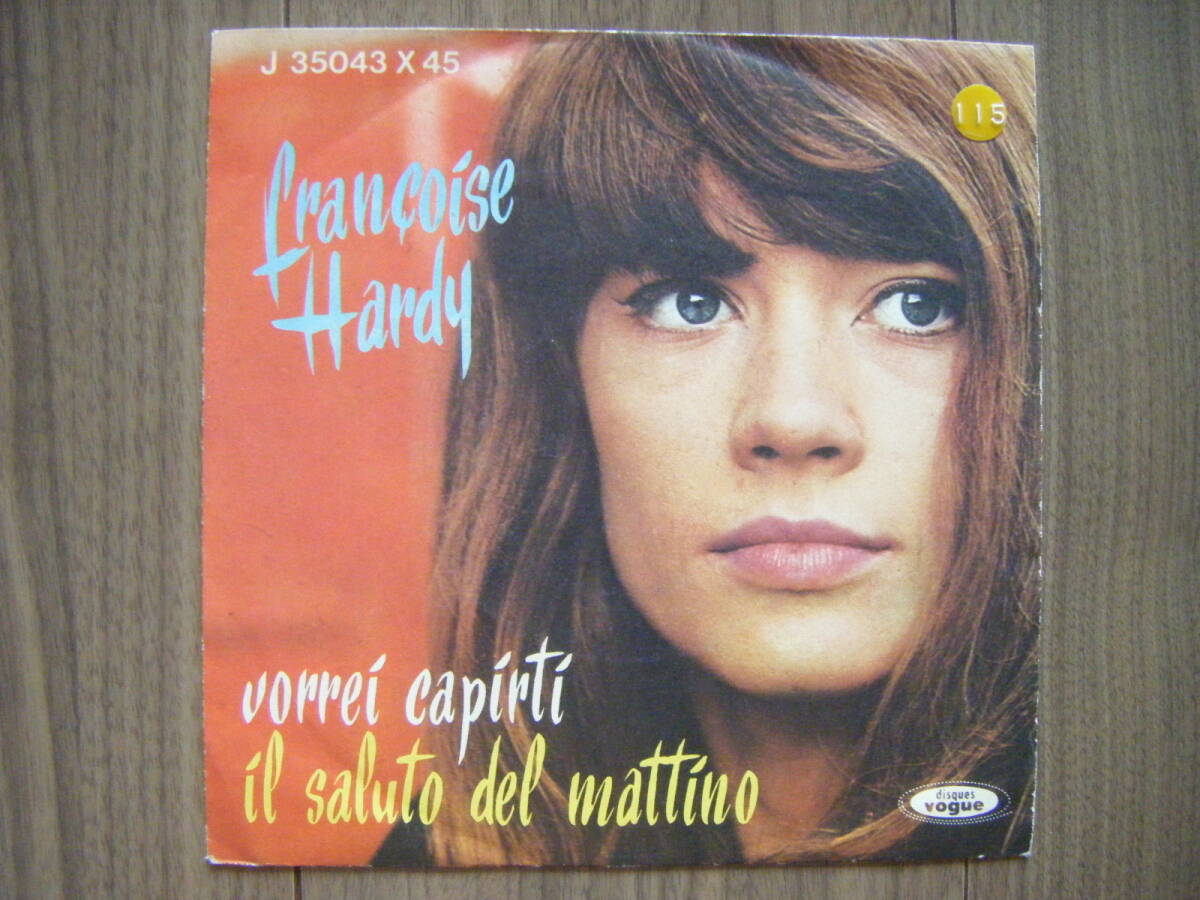 J 35043 X 45
115
françoise
Hardy
vorrei capirti
il saluto del mattino
disques
vogue